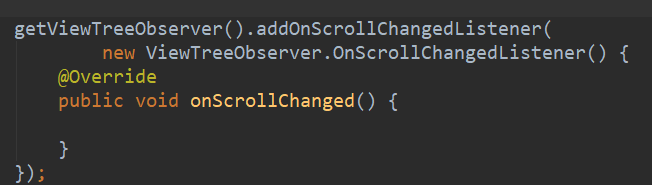 getViewTreeObserver().addOnScrollChangedListener(
        new ViewTreeObserver.OnScrollChangedListener() {
    @Override
    public void onScrollChanged() {
    }
});